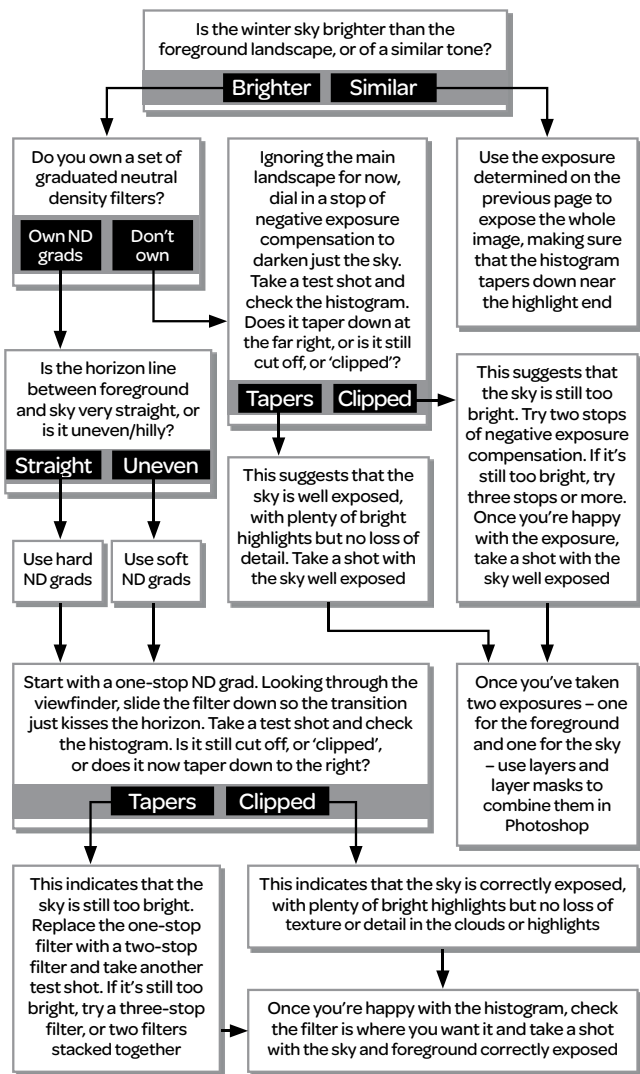 Is the winter sky brighter than the
foreground landscape, or of a similar tone?
Brighter
Similar
Do you own a set of
graduated neutral
density filters?
Own ND
grads
Don't
own
Ignoring the main
landscape for now,
dial in a stop of
negative exposure
compensation to
darken just the sky.
Take a test shot and
check the histogram.
Does it taper down at
the far right, or is it still
cut off, or ‘clipped’?
Tapers
Clipped
Use the exposure
determined on the
previous page to
expose the whole
image, making sure
that the histogram
tapers down near
the highlight end
Is the horizon line
between foreground
and sky very straight, or
is it uneven/hilly?
Straight
Uneven
This suggests that
the sky is still too
bright. Try two stops
of negative exposure
compensation. If it's
still too bright, try
three stops or more.
Once you're happy
with the exposure,
take a shot with the
sky well exposed
This suggests that the
sky is well exposed,
with plenty of bright
highlights but no loss of
detail. Take a shot with
the sky well exposed
Use hard
ND grads
Use soft
ND grads
Start with a one-stop ND grad. Looking through the
viewfinder, slide the filter down so the transition
just kisses the horizon. Take a test shot and check
the histogram. Is it still cut off, or ‘clipped’,
or does it now taper down to the right?
Tapers
Clipped
Once you've taken
two exposures – one
for the foreground
and one for the sky
– use layers and
layer masks to
combine them in
Photoshop
This indicates that the
sky is still too bright.
Replace the one-stop
filter with a two-stop
filter and take another
test shot. If it's still too
bright, try a three-stop
filter, or two filters
stacked together
This indicates that the sky is correctly exposed,
with plenty of bright highlights but no loss of
texture or detail in the clouds or highlights
Once you're happy with the histogram, check
the filter is where you want it and take a shot
with the sky and foreground correctly exposed